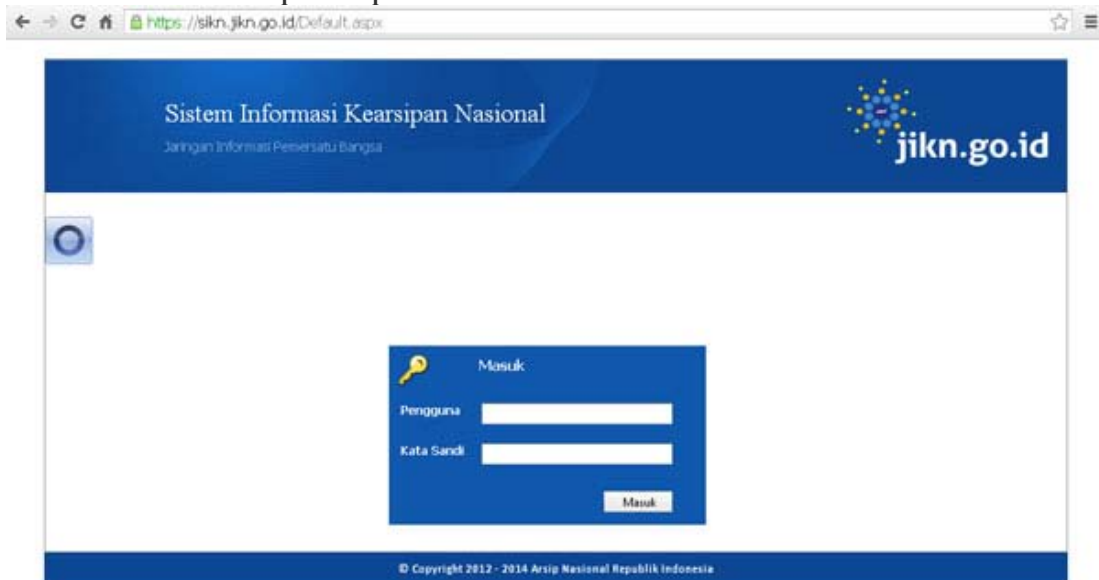 https://sikn.jikn.go.id/Default.aspx
Sistem Informasi Kearsipan Nasional
Jaringan Informasi Pemersatu Bangsa
jikn.go.id
Masuk
Pengguna
Kata Sandi
Masuk
© Copyright 2012 - 2014 Arsip Nasional Republik Indonesia